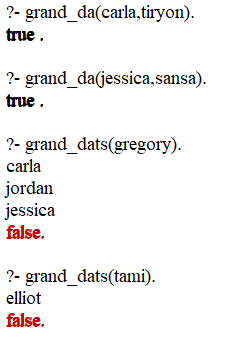 ?- grand_da(carla,tiryon).
true .
?- grand_da(jessica,sansa).
true .
?- grand_dats(gregory).
carla
jordan
jessica
false.
?- grand_dats(tami).
elliot
false.